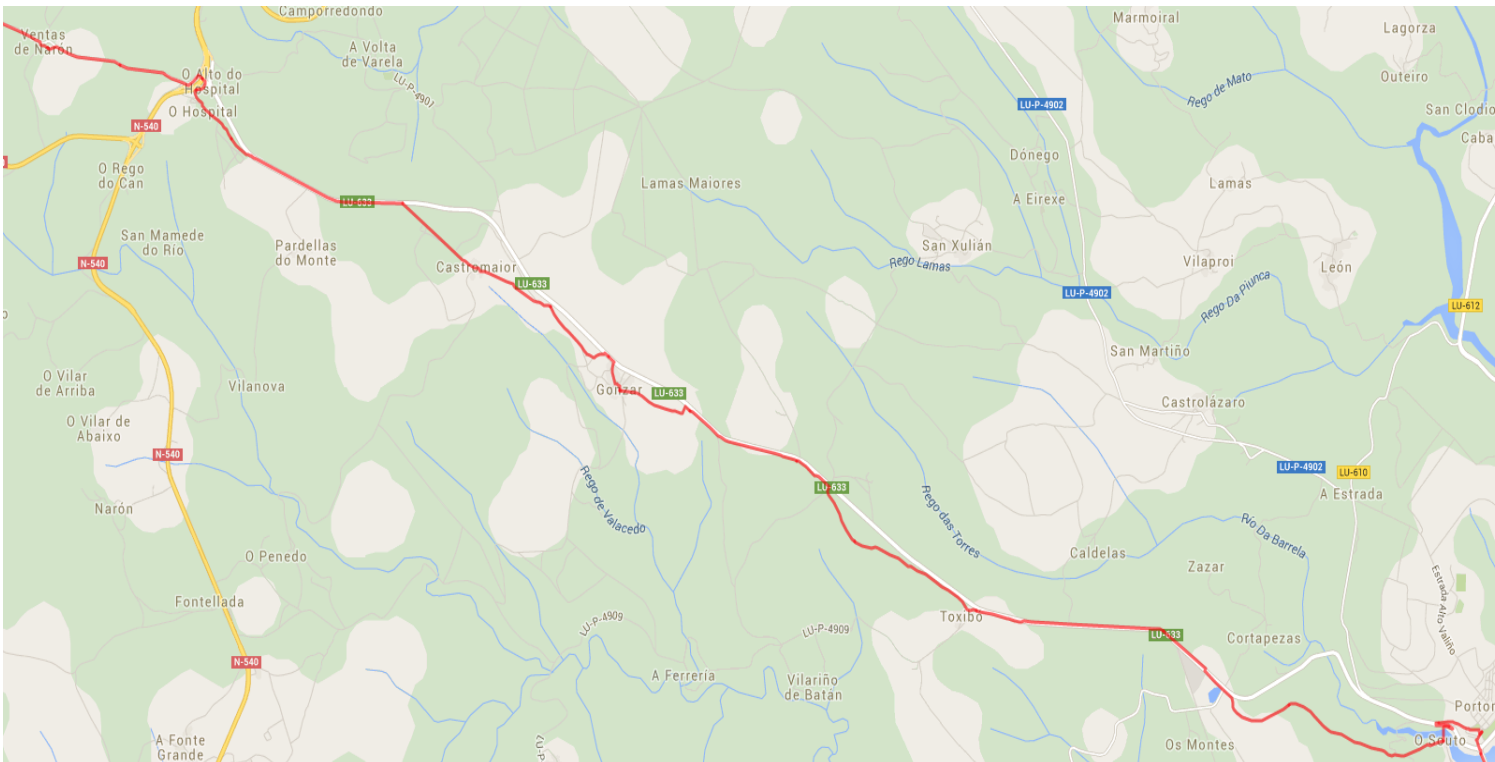 Camporredondo
Marmoiral
Lagorza
Ventas
de Narón
A Volta
de Varela
O Alto do
Hospital
LU-P-4901
Outeiro
Rego de Mato
LU-P-4902
O Hospital
San Clodio
N-540
Caba
Dónego
O Rego
do Can
Lamas Maiores
Lamas
A Eirexe
LU-633
San Mamede
do Río
Pardellas
do Monte
San Xulián
Castromaior
N-540
Rego Lamas
Vilaproi
León
LU-633
Rego Da Piunca
LU-P-4902
LU-612
San Martiño
O Vilar
de Arriba
Vilanova
Gonzar
LU-633
Castrolázaro
O Vilar de
Abaixo
N-540
LU-P-4902
LU-610
LU-633
A Estrada
Rego de Valacedo
Rego das Torres
Narón
Río Da Barrela
O Penedo
Caldelas
Zazar
Estrada Alto Valiño
Fontellada
LU-P-4909
Toxibo
LU-P-4909
LU-633
Cortapezas
N-540
A Ferrería
Vilariño
de Batán
Porton
A Fonte
Grande
LU-P
Os Montes
O Souto